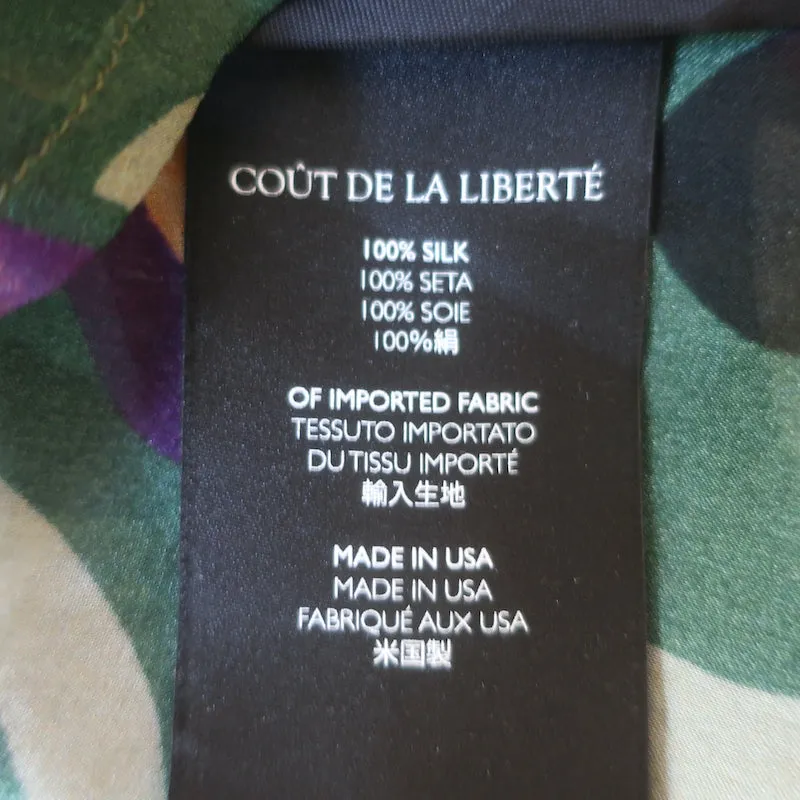 COÛT DE LA LIBERTÉ
100% SILK
100% SETA
100% SOIE
100%絹
OF IMPORTED FABRIC
TESSUTO IMPORTATO
DU TISSU IMPORTÉ
輸入生地
MADE IN USA
MADE IN USA
FABRIQUÉ AUX USA
米国製